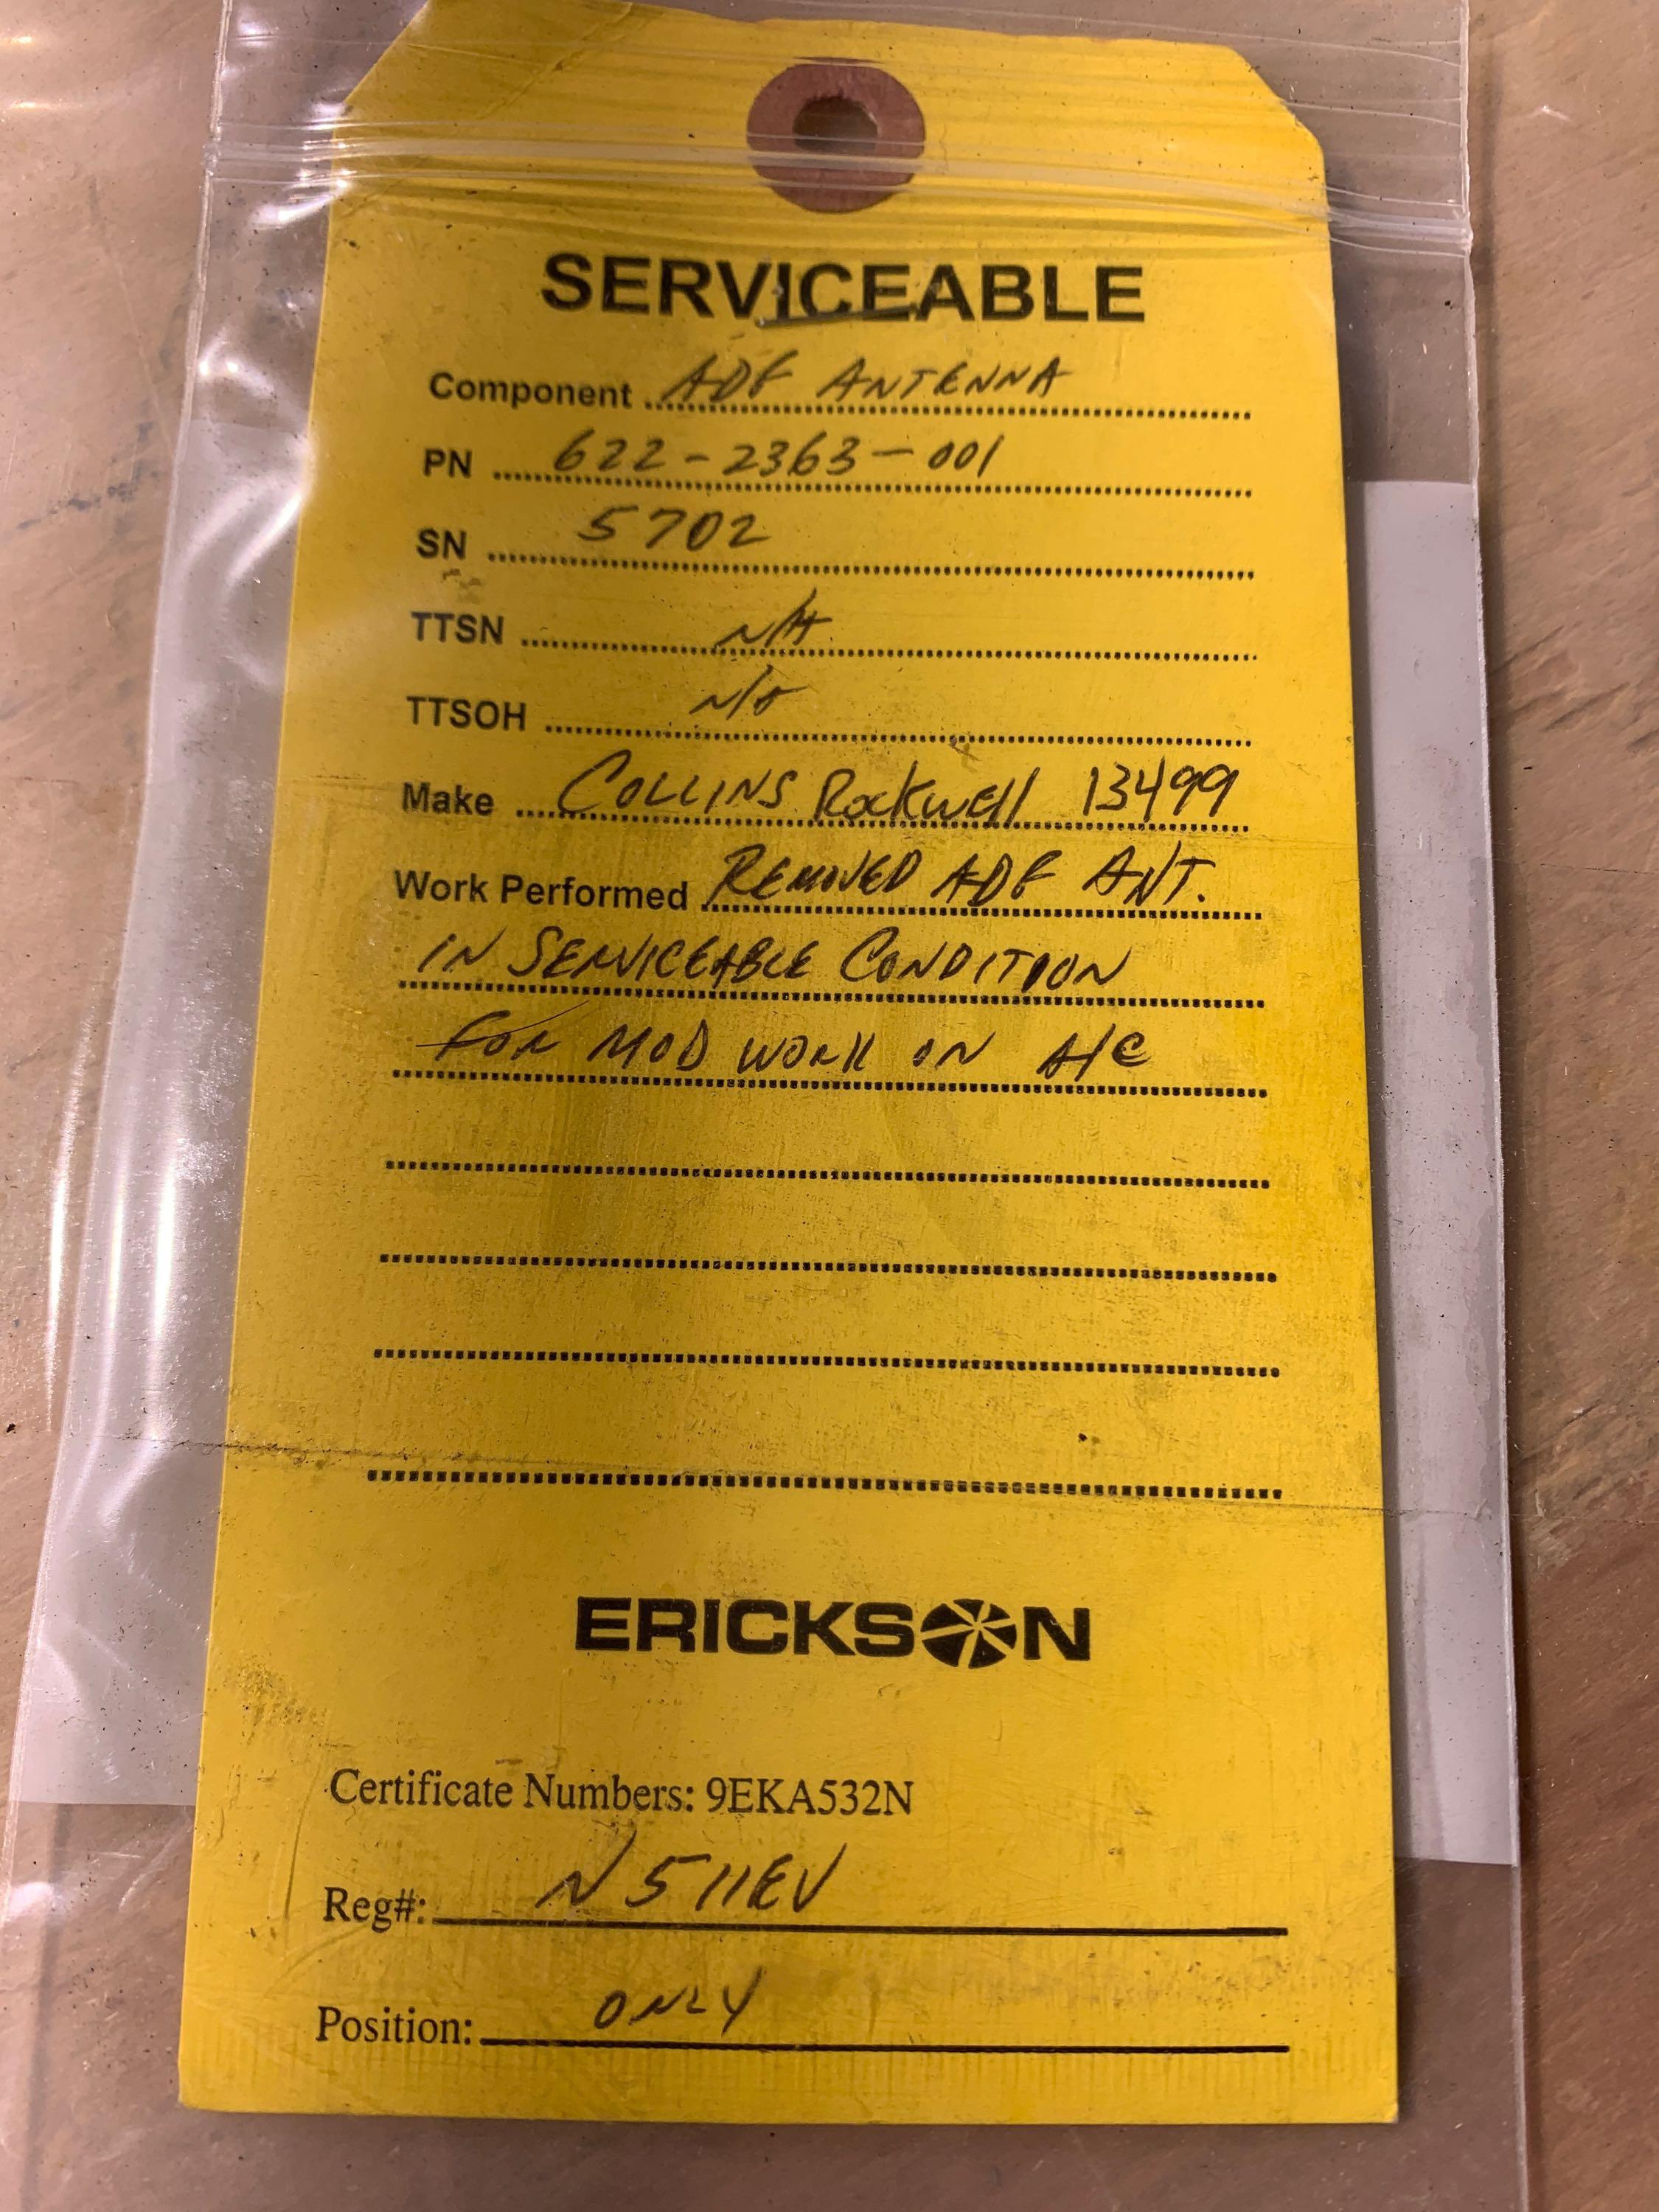 SERVICEABLE
Component ADF ANTENNA
PN 622-2363-001
SN 5702
TTSN N/A
TTSOH N/A
Make COLLINS Rockwell 13499
Work Performed REMOVED ADF ANT.
IN SERVICEABLE CONDITION
FOR MOD WORK ON A/C
ERICKSON
Certificate Numbers: 9EKA532N
Reg#: N511EV
Position: ONLY